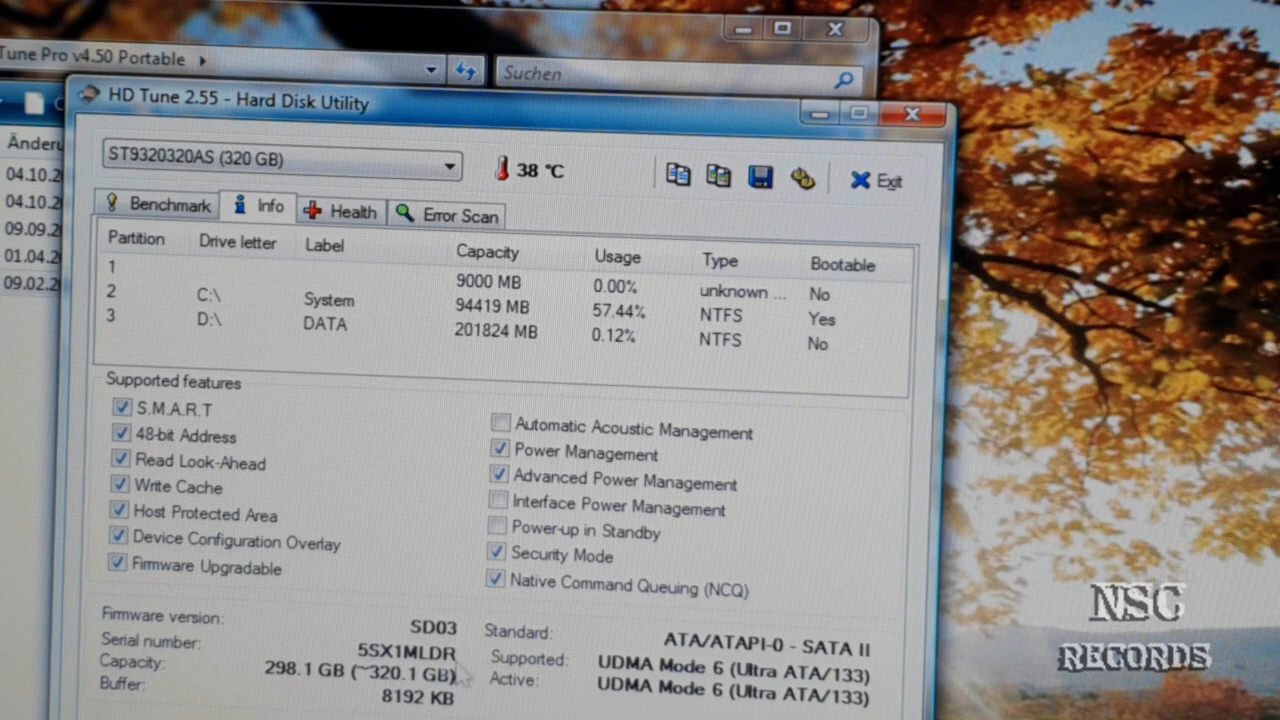 Tune Pro v4.50 Portable
Suchen
HD Tune 2.55 - Hard Disk Utility
Änderu
ST9320320AS (320 GB)
38 °C
Exit
04.10.2
04.10.2
09.09.2
01.04.2
09.02.2
Benchmark Info Health Error Scan
Partition Drive letter Label Capacity Usage Type Bootable
1 9000 MB 0.00% unknown ... No
2 C:\ System 94419 MB 57.44% NTFS Yes
3 D:\ DATA 201824 MB 0.12% NTFS No
Supported features
S.M.A.R.T
48-bit Address
Read Look-Ahead
Write Cache
Host Protected Area
Device Configuration Overlay
Firmware Upgradable
Automatic Acoustic Management
Power Management
Advanced Power Management
Interface Power Management
Power-up in Standby
Security Mode
Native Command Queuing (NCQ)
Firmware version: SD03
Serial number: 5SX1MLDR
Capacity: 298.1 GB (~320.1 GB)
Buffer: 8192 KB
Standard: ATA/ATAPI-0 - SATA II
Supported: UDMA Mode 6 (Ultra ATA/133)
Active: UDMA Mode 6 (Ultra ATA/133)
NSC
RECORDS